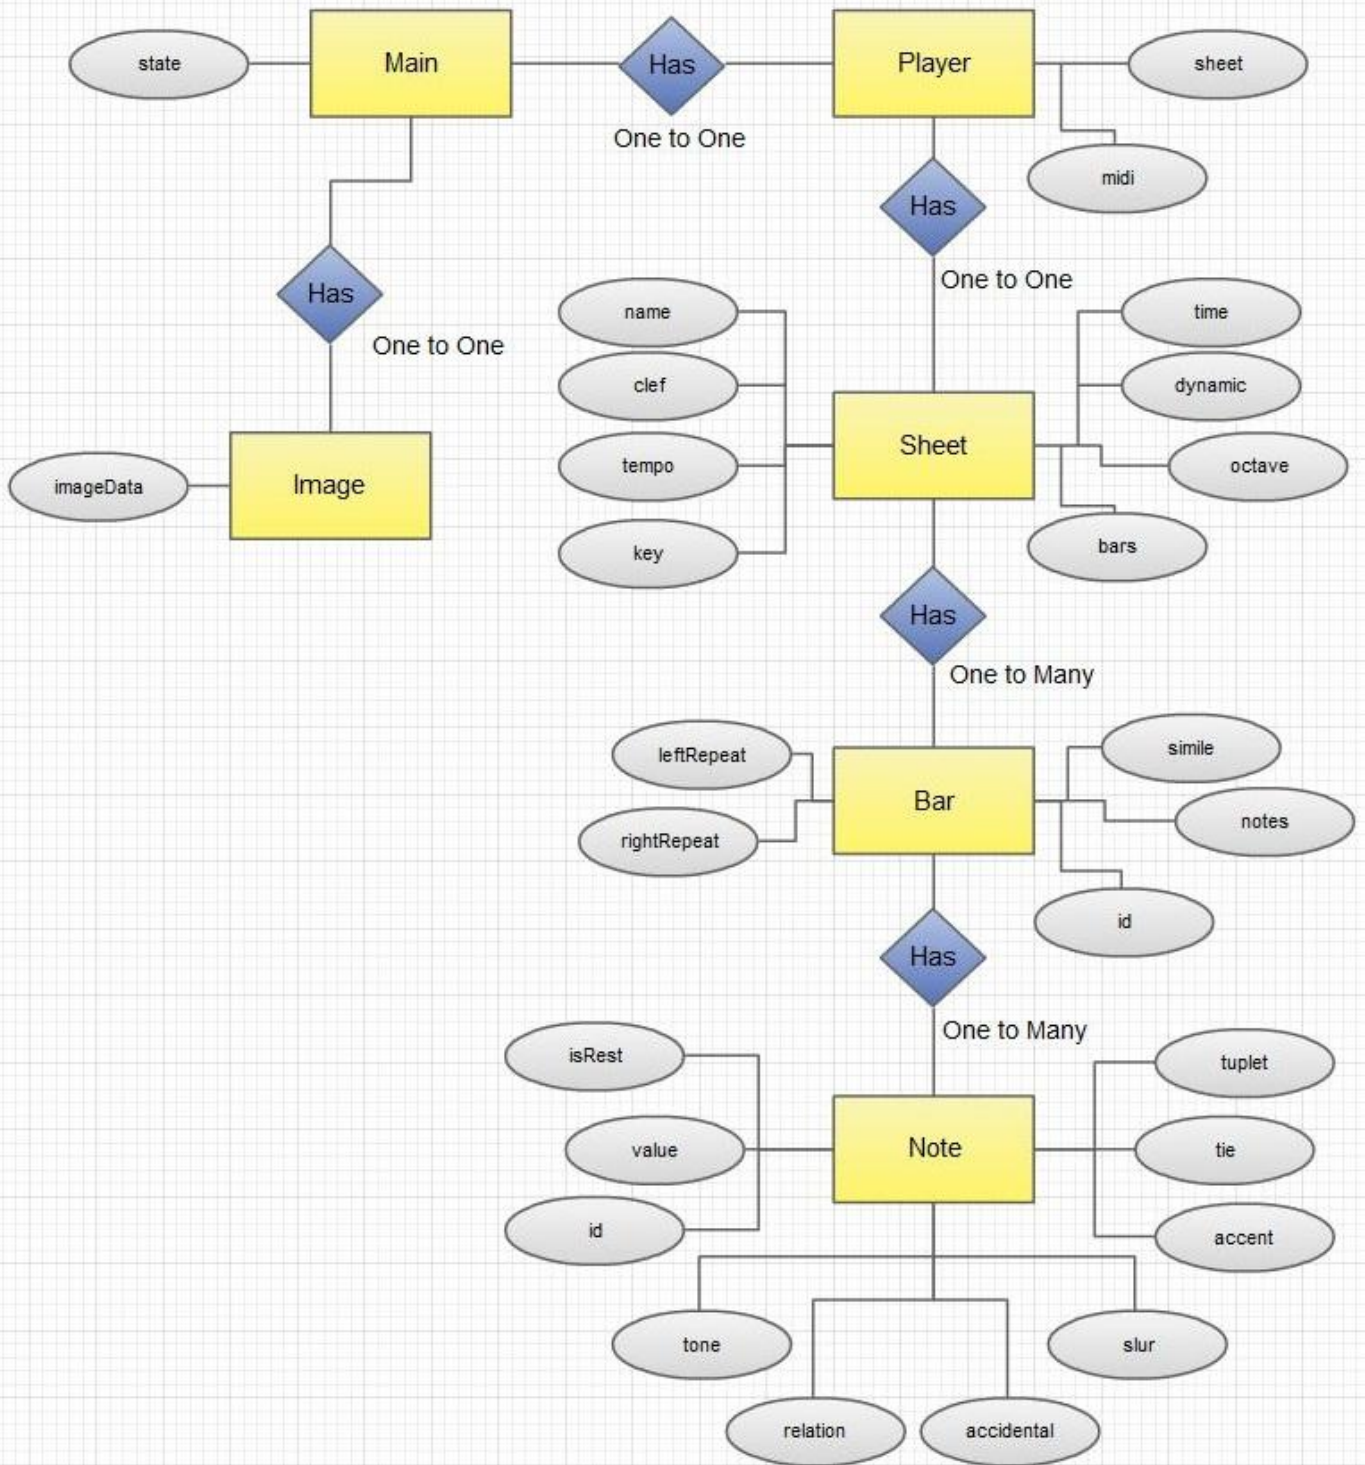 state
Main
Has
Player
sheet
One to One
midi
Has
One to One
Has
One to One
name
time
clef
dynamic
Sheet
tempo
octave
Image
imageData
key
bars
Has
One to Many
leftRepeat
simile
Bar
notes
rightRepeat
id
Has
One to Many
isRest
tuplet
value
Note
tie
id
accent
tone
slur
relation
accidental